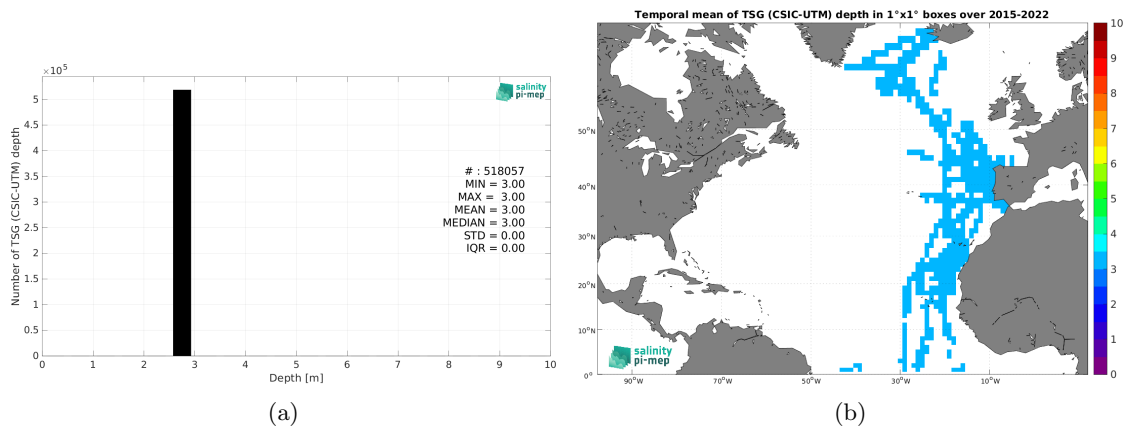 ×10⁵
5
4.5
4
3.5
3
2.5
2
1.5
1
0.5
0
Number of TSG (CSIC-UTM) depth
salinity
pi-mep
# : 518057
MIN = 3.00
MAX = 3.00
MEAN = 3.00
MEDIAN = 3.00
STD = 0.00
IQR = 0.00
0 1 2 3 4 5 6 7 8 9 10
Depth [m]
(a)
Temporal mean of TSG (CSIC-UTM) depth in 1°x1° boxes over 2015-2022
50°N
40°N
30°N
20°N
10°N
0°
salinity
pi-mep
90°W 70°W 50°W 30°W 10°W
10
9
8
7
6
5
4
3
2
1
0
(b)